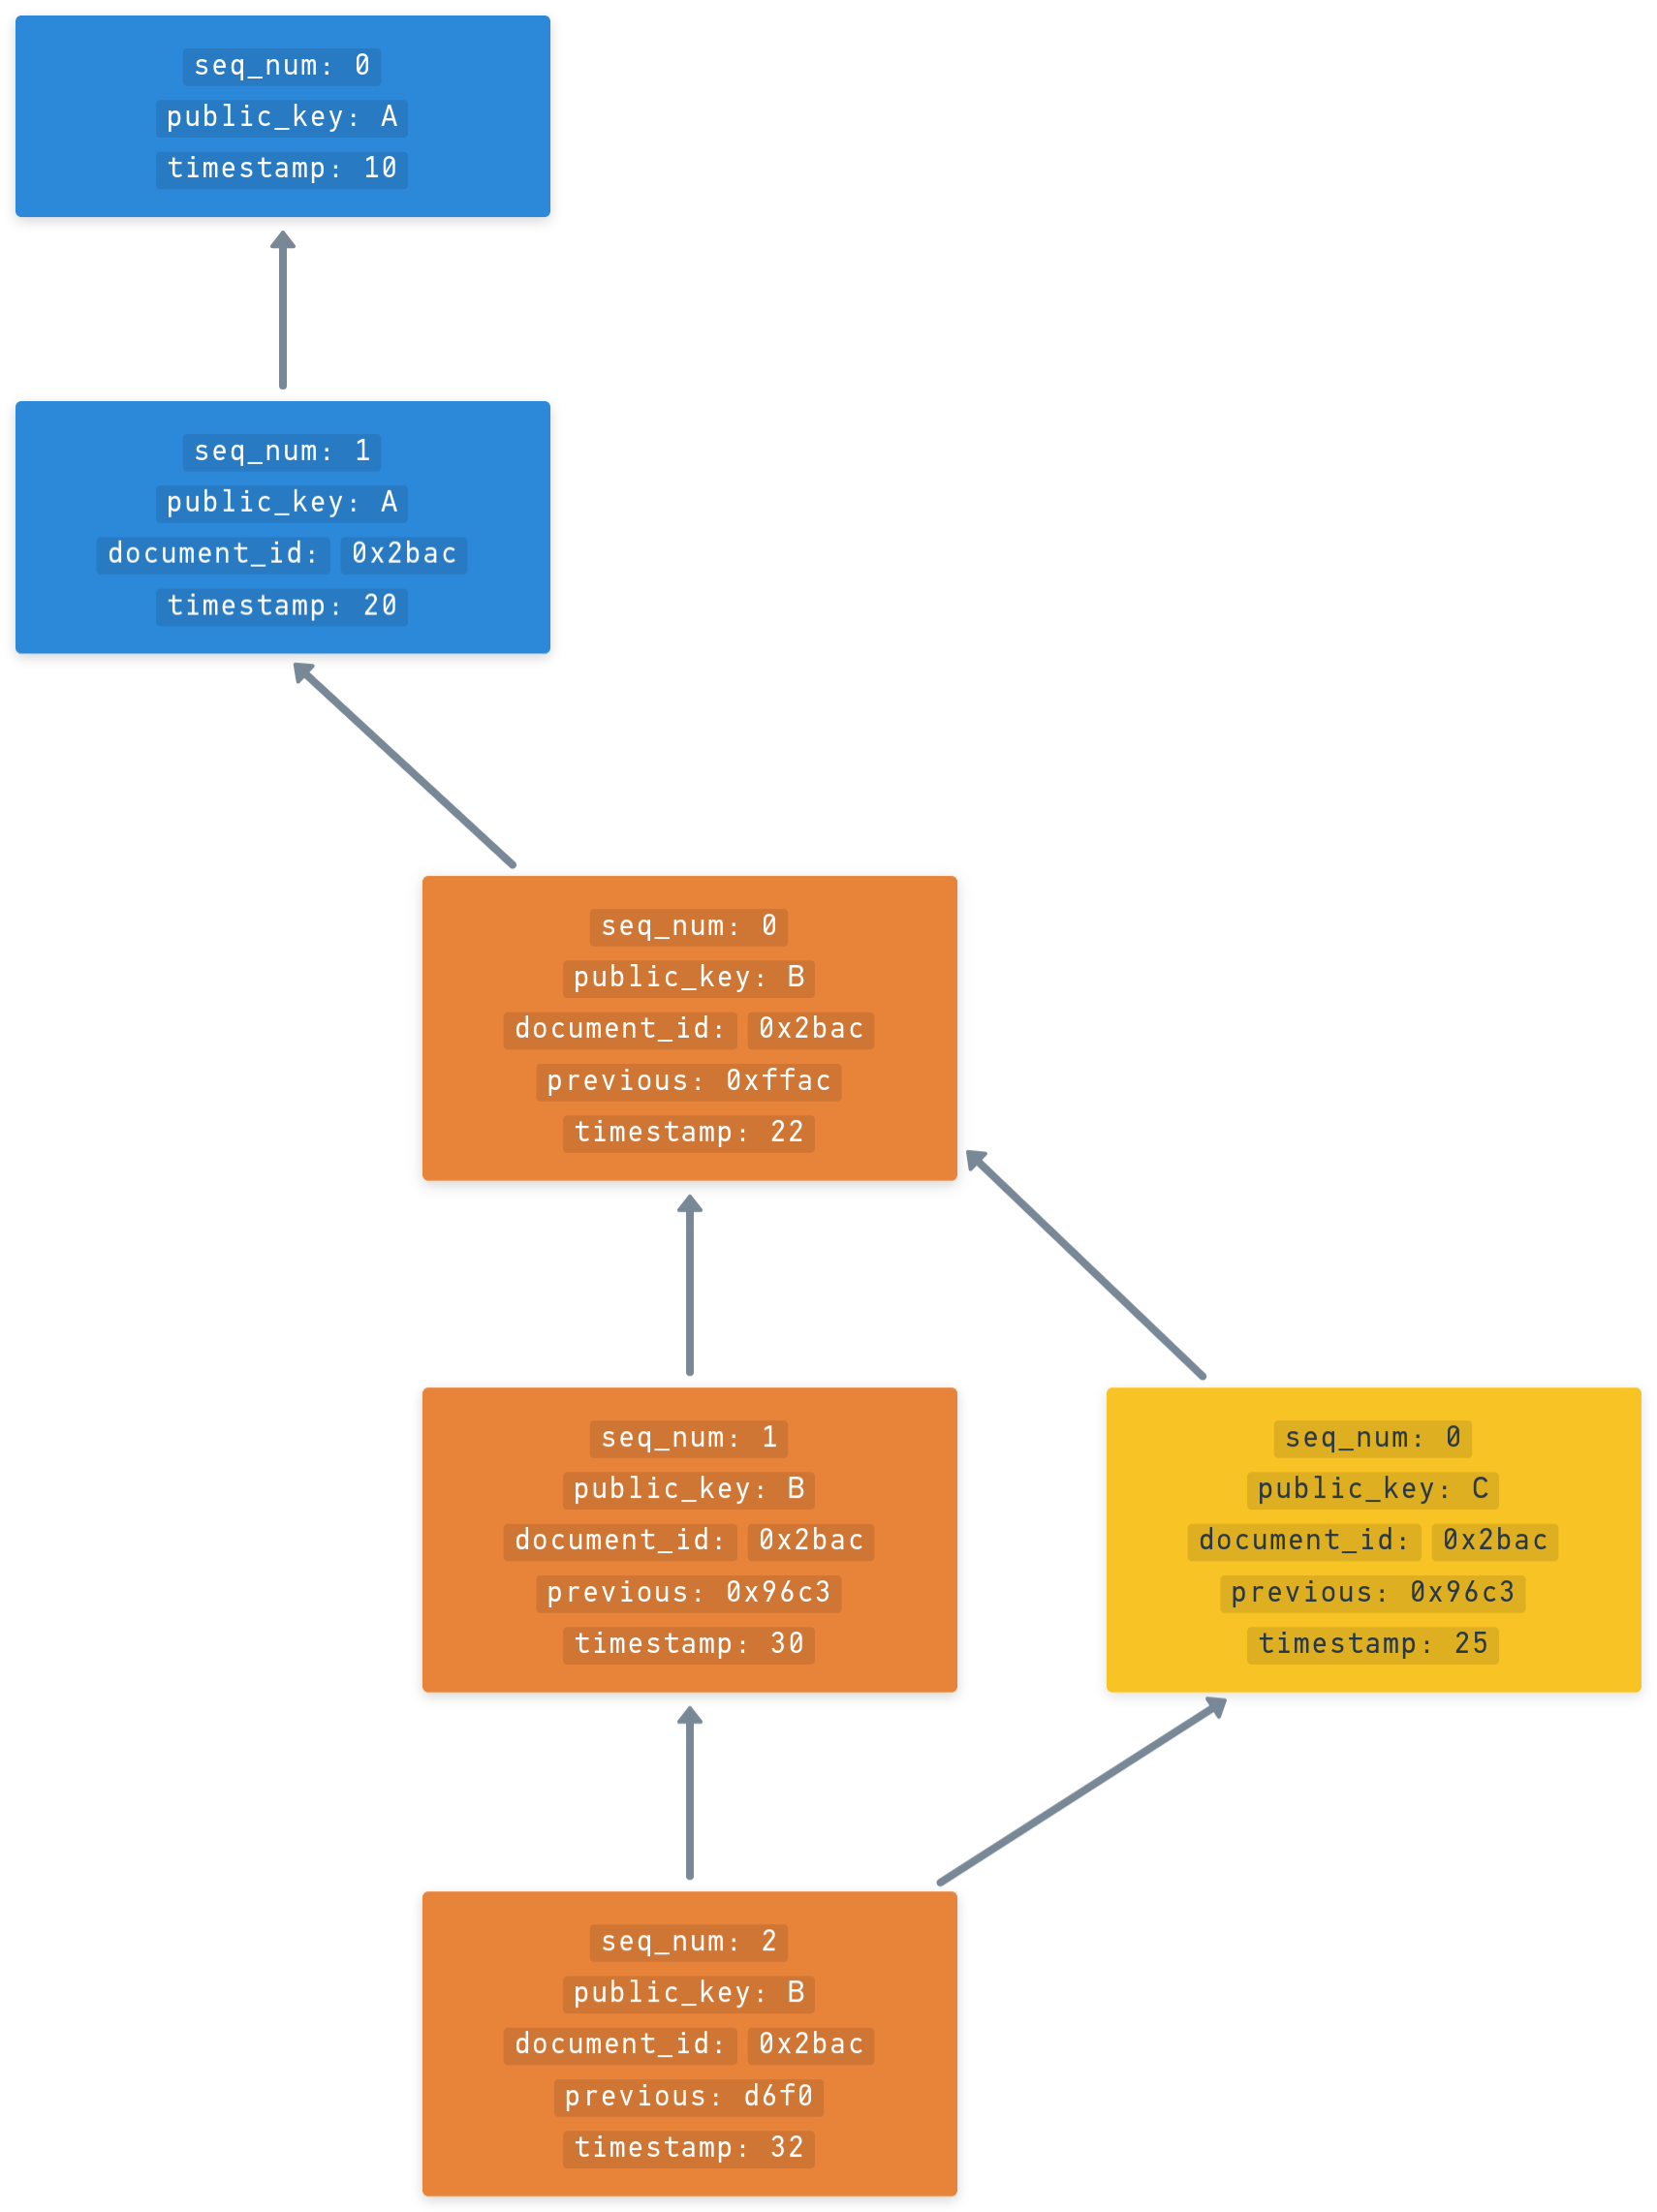 seq_num: 0
public_key: A
timestamp: 10
seq_num: 1
public_key: A
document_id: 0x2bac
timestamp: 20
seq_num: 0
public_key: B
document_id: 0x2bac
previous: 0xffac
timestamp: 22
seq_num: 1
public_key: B
document_id: 0x2bac
previous: 0x96c3
timestamp: 30
seq_num: 0
public_key: C
document_id: 0x2bac
previous: 0x96c3
timestamp: 25
seq_num: 2
public_key: B
document_id: 0x2bac
previous: d6f0
timestamp: 32